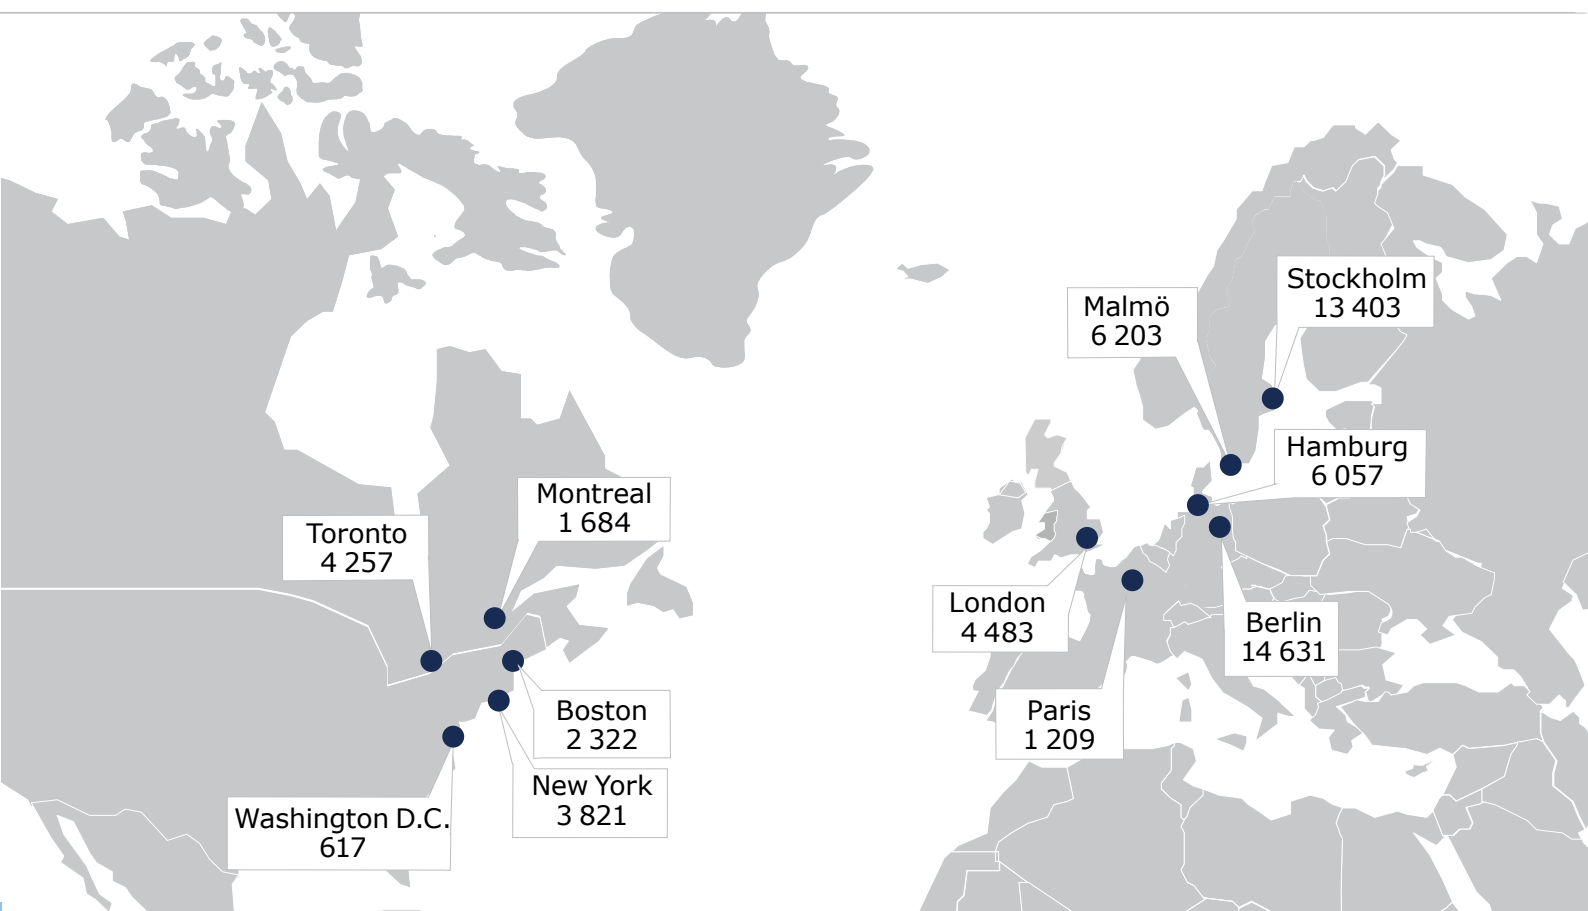 Stockholm
13 403
Malmö
6 203
Hamburg
6 057
Montreal
1 684
Toronto
4 257
London
4 483
Berlin
14 631
Boston
2 322
Paris
1 209
New York
3 821
Washington D.C.
617